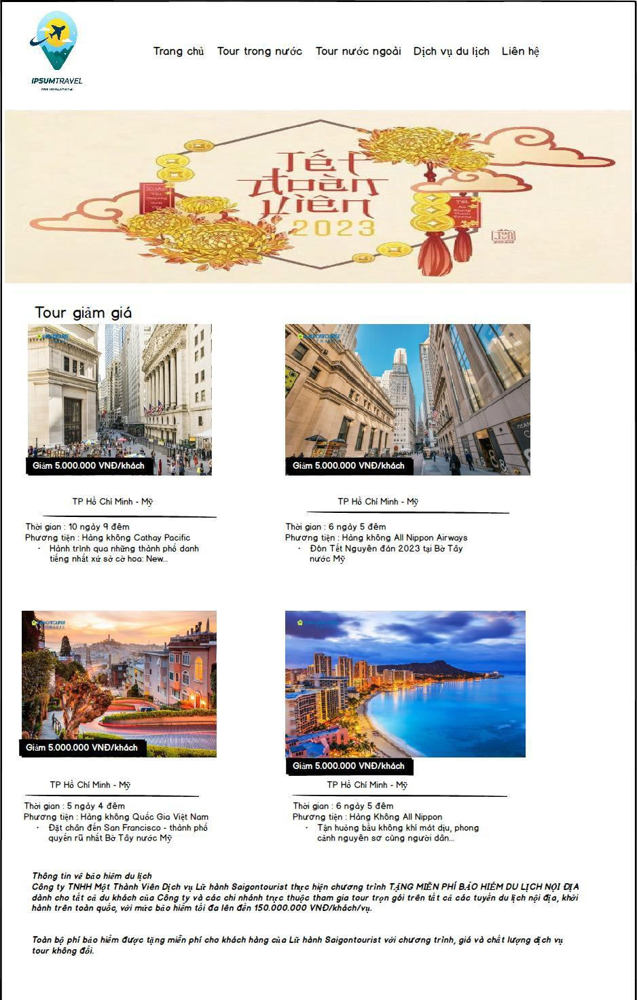 IPSUMTRAVEL
Trang chủ Tour trong nước Tour nước ngoài Dịch vụ du lịch Liên hệ
Tết
đoàn
viên
2023
Xuân
Tết
2020
Tour giảm giá
SAIGONTOURIST
TRAVEL
SAIGONTOURIST
TRAVEL
Giảm 5.000.000 VNĐ/khách
Giảm 5.000.000 VNĐ/khách
TP Hồ Chí Minh - Mỹ
Thời gian : 10 ngày 9 đêm
Phương tiện : Hàng không Cathay Pacific
· Hành trình qua những thành phố danh
tiếng nhất xứ sở cờ hoa: New...
TP Hồ Chí Minh - Mỹ
Thời gian : 6 ngày 5 đêm
Phương tiện : Hàng không All Nippon Airways
· Đón Tết Nguyên đán 2023 tại Bờ Tây
nước Mỹ
SAIGONTOURIST
TRAVEL
SAIGONTOURIST
TRAVEL
Giảm 5.000.000 VNĐ/khách
Giảm 5.000.000 VNĐ/khách
TP Hồ Chí Minh - Mỹ
Thời gian : 5 ngày 4 đêm
Phương tiện : Hàng không Quốc Gia Việt Nam
· Đặt chân đến San Francisco - thành phố
quyến rũ nhất Bờ Tây nước Mỹ
TP Hồ Chí Minh - Mỹ
Thời gian : 6 ngày 5 đêm
Phương tiện : Hàng Không All Nippon
· Tận huởng bầu không khí mát dịu, phong
cảnh nguyên sơ cùng người dân...
Thông tin về bảo hiểm du lịch
Công ty TNHH Một Thành Viên Dịch vụ Lữ hành Saigontourist thực hiện chương trình TẶNG MIỄN PHÍ BẢO HIỂM DU LỊCH NỘI ĐỊA
dành cho tất cả du khách của Công ty và các chi nhánh trực thuộc tham gia tour trọn gói trên tất cả các tuyến du lịch nội địa, khởi
hành trên toàn quốc, với mức bảo hiểm tối đa lên đến 150.000.000 VNĐ/khách/vụ.
Toàn bộ phí bảo hiểm được tặng miễn phí cho khách hàng của Lữ hành Saigontourist với chương trình, giá và chất lượng dịch vụ
tour không đổi.